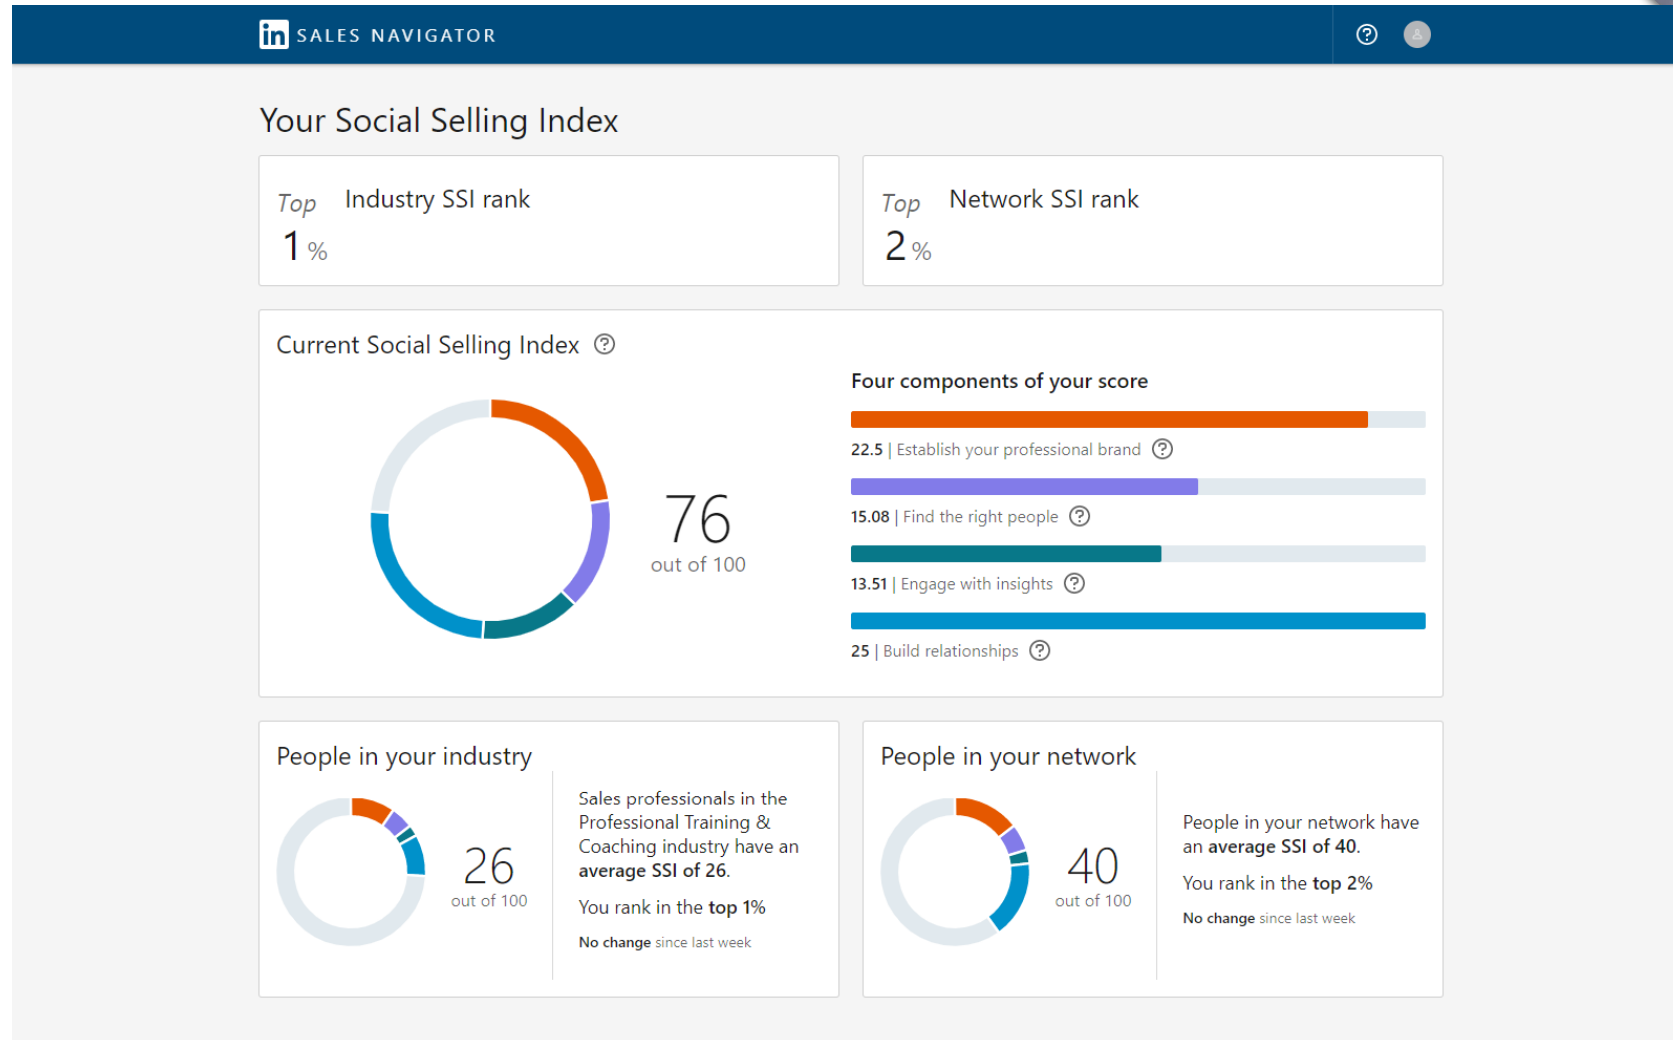 in SALES NAVIGATOR
Your Social Selling Index
Top Industry SSI rank
1 %
Top Network SSI rank
2 %
Current Social Selling Index ?
76
out of 100
Four components of your score
22.5 | Establish your professional brand ?
15.08 | Find the right people ?
13.51 | Engage with insights ?
25 | Build relationships ?
People in your industry
26
out of 100
Sales professionals in the
Professional Training &
Coaching industry have an
average SSI of 26.
You rank in the top 1%
No change since last week
People in your network
40
out of 100
People in your network have
an average SSI of 40.
You rank in the top 2%
No change since last week